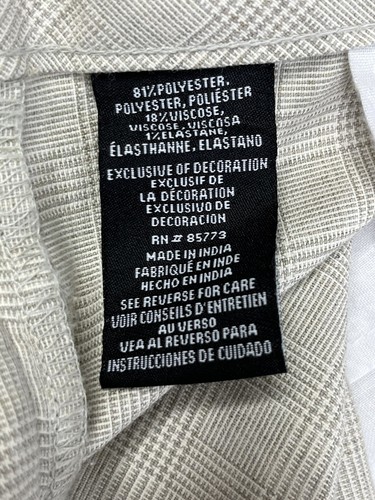 81%POLYESTER,
POLYESTER, POLIÉSTER
18%VISCOSE,
VISCOSE, VISCOSA
1%ELASTANE,
ÉLASTHANNE, ELASTANO
EXCLUSIVE OF DECORATION
EXCLUSIF DE
LA DÉCORATION
EXCLUSIVO DE
DECORACION
RN # 85773
MADE IN INDIA
FABRIQUÉ EN INDE
HECHO EN INDIA
SEE REVERSE FOR CARE
VOIR CONSEILS D'ENTRETIEN
AU VERSO
VEA AL REVERSO PARA
INSTRUCCIONES DE CUIDADO